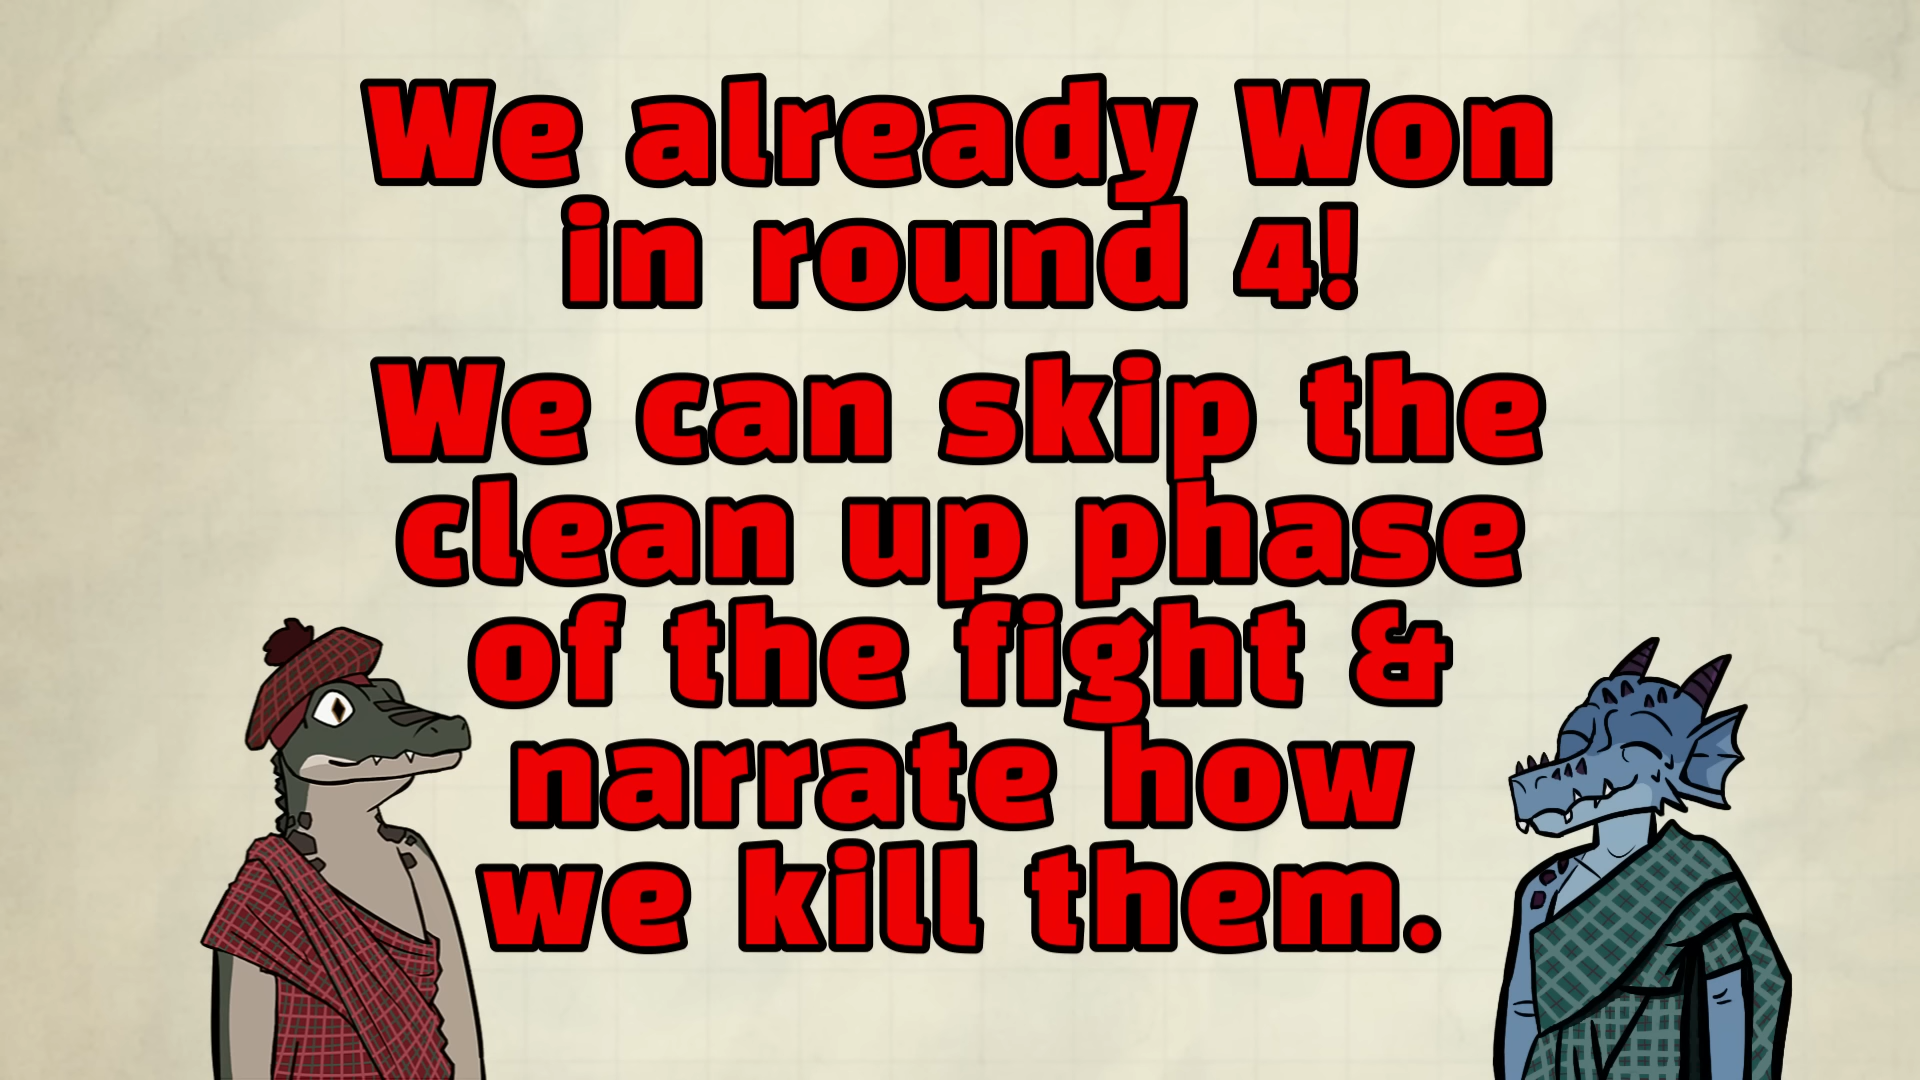 We already Won
in round 4!
We can skip the
clean up phase
of the fight &
narrate how
we kill them.